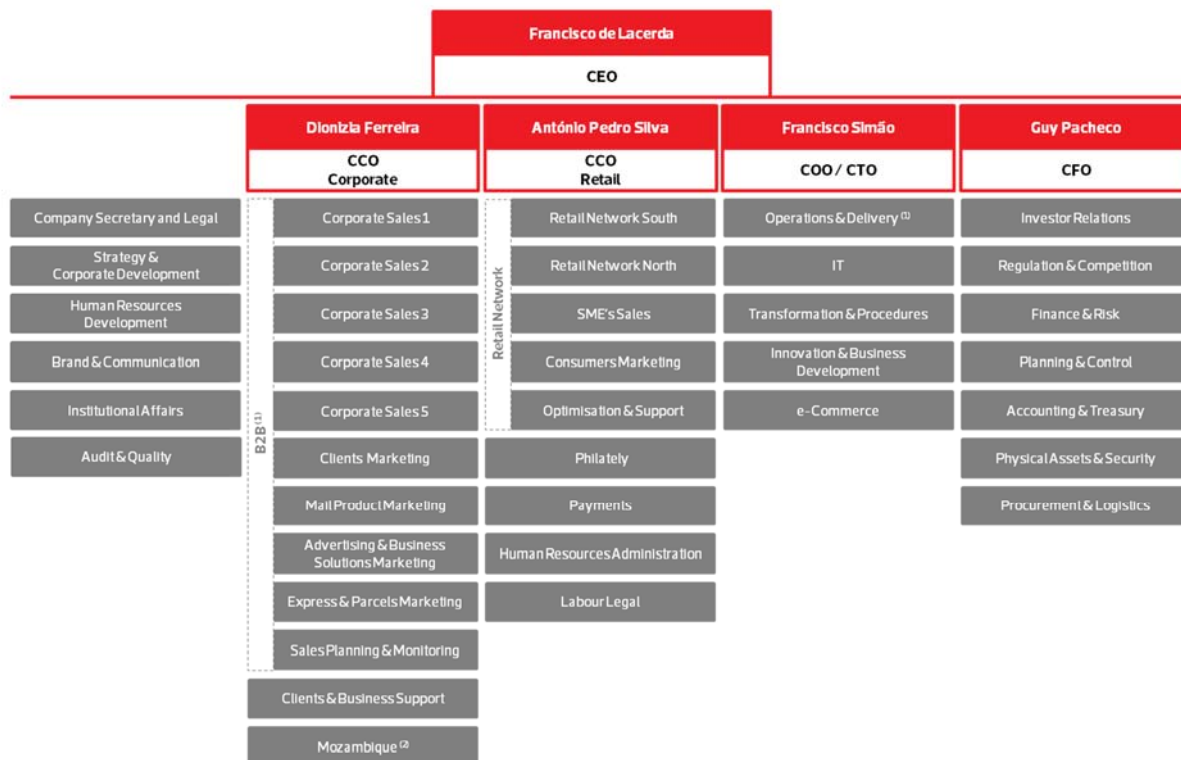 Francisco de Lacerda
CEO
Dionizia Ferreira
CCO
Corporate
António Pedro Silva
CCO
Retail
Francisco Simão
COO / CTO
Guy Pacheco
CFO
Company Secretary and Legal
Strategy &
Corporate Development
Human Resources
Development
Brand & Communication
Institutional Affairs
Audit & Quality
B2B (1)
Corporate Sales 1
Corporate Sales 2
Corporate Sales 3
Corporate Sales 4
Corporate Sales 5
Clients Marketing
Mail Product Marketing
Advertising & Business
Solutions Marketing
Express & Parcels Marketing
Sales Planning & Monitoring
Clients & Business Support
Mozambique (2)
Retail Network
Retail Network South
Retail Network North
SME's Sales
Consumers Marketing
Optimisation & Support
Philately
Payments
Human Resources Administration
Labour Legal
Operations & Delivery (1)
IT
Transformation & Procedures
Innovation & Business
Development
e-Commerce
Investor Relations
Regulation & Competition
Finance & Risk
Planning & Control
Accounting & Treasury
Physical Assets & Security
Procurement & Logistics